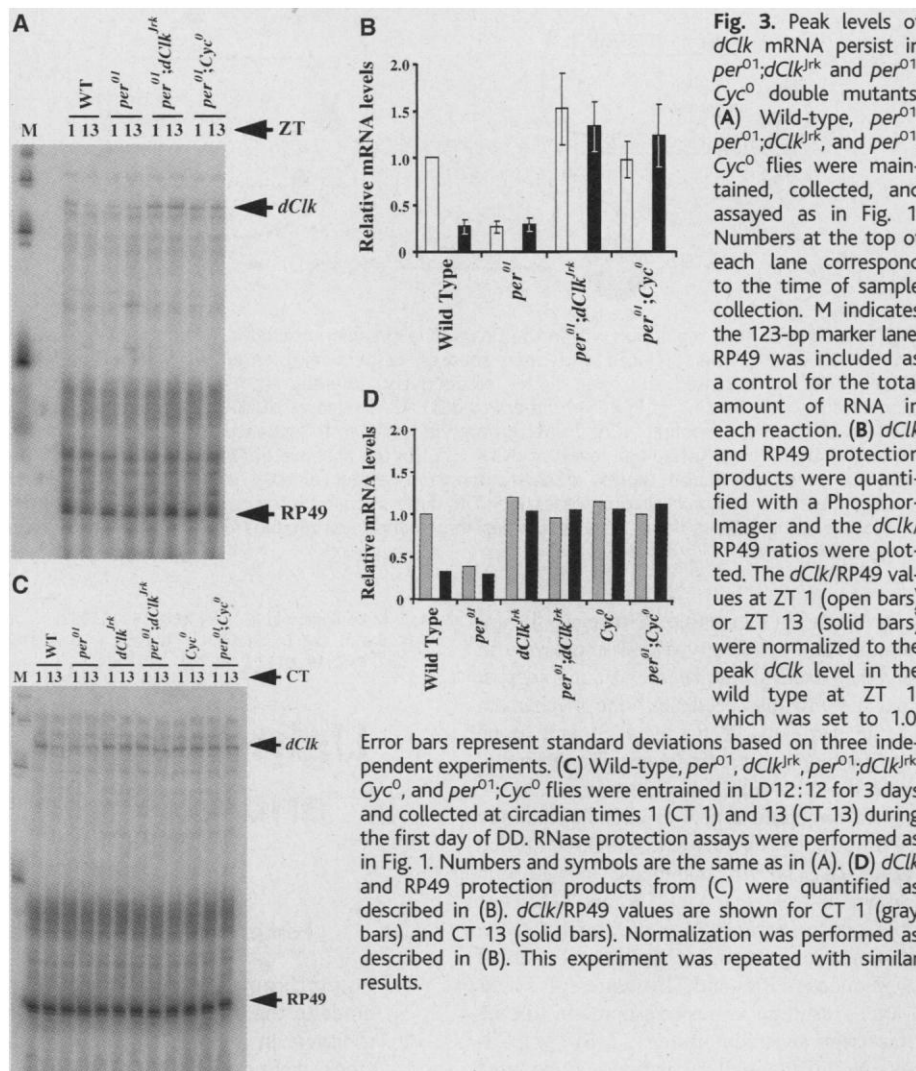 A
WT
per⁰¹
per⁰¹;dClkᴶʳᵏ
per⁰¹;Cyc⁰
M 1 13 1 13 1 13 1 13 ZT
dClk
RP49
B
Relative mRNA levels
2.0
1.5
1.0
0.5
0
Wild Type
per⁰¹
per⁰¹;dClkᴶʳᵏ
per⁰¹;Cyc⁰
C
WT
per⁰¹
dClkᴶʳᵏ
per⁰¹;dClkᴶʳᵏ
Cyc⁰
per⁰¹;Cyc⁰
M 1 13 1 13 1 13 1 13 1 13 1 13 CT
dClk
RP49
D
Relative mRNA levels
2.0
1.5
1.0
0.5
0
Wild Type
per⁰¹
dClkᴶʳᵏ
per⁰¹;dClkᴶʳᵏ
Cyc⁰
per⁰¹;Cyc⁰
Fig. 3. Peak levels of
dClk mRNA persist in
per⁰¹;dClkᴶʳᵏ and per⁰¹
Cyc⁰ double mutants
(A) Wild-type, per⁰¹
per⁰¹;dClkᴶʳᵏ, and per⁰¹
Cyc⁰ flies were main-
tained, collected, and
assayed as in Fig. 1
Numbers at the top of
each lane correspond
to the time of sample
collection. M indicates
the 123-bp marker lane
RP49 was included as
a control for the total
amount of RNA in
each reaction. (B) dClk
and RP49 protection
products were quanti-
fied with a Phosphor-
Imager and the dClk/
RP49 ratios were plot-
ted. The dClk/RP49 val-
ues at ZT 1 (open bars)
or ZT 13 (solid bars)
were normalized to the
peak dClk level in the
wild type at ZT 1
which was set to 1.0.
Error bars represent standard deviations based on three inde-
pendent experiments. (C) Wild-type, per⁰¹, dClkᴶʳᵏ, per⁰¹;dClkᴶʳᵏ
Cyc⁰, and per⁰¹;Cyc⁰ flies were entrained in LD12:12 for 3 days
and collected at circadian times 1 (CT 1) and 13 (CT 13) during
the first day of DD. RNase protection assays were performed as
in Fig. 1. Numbers and symbols are the same as in (A). (D) dClk
and RP49 protection products from (C) were quantified as
described in (B). dClk/RP49 values are shown for CT 1 (gray
bars) and CT 13 (solid bars). Normalization was performed as
described in (B). This experiment was repeated with similar
results.